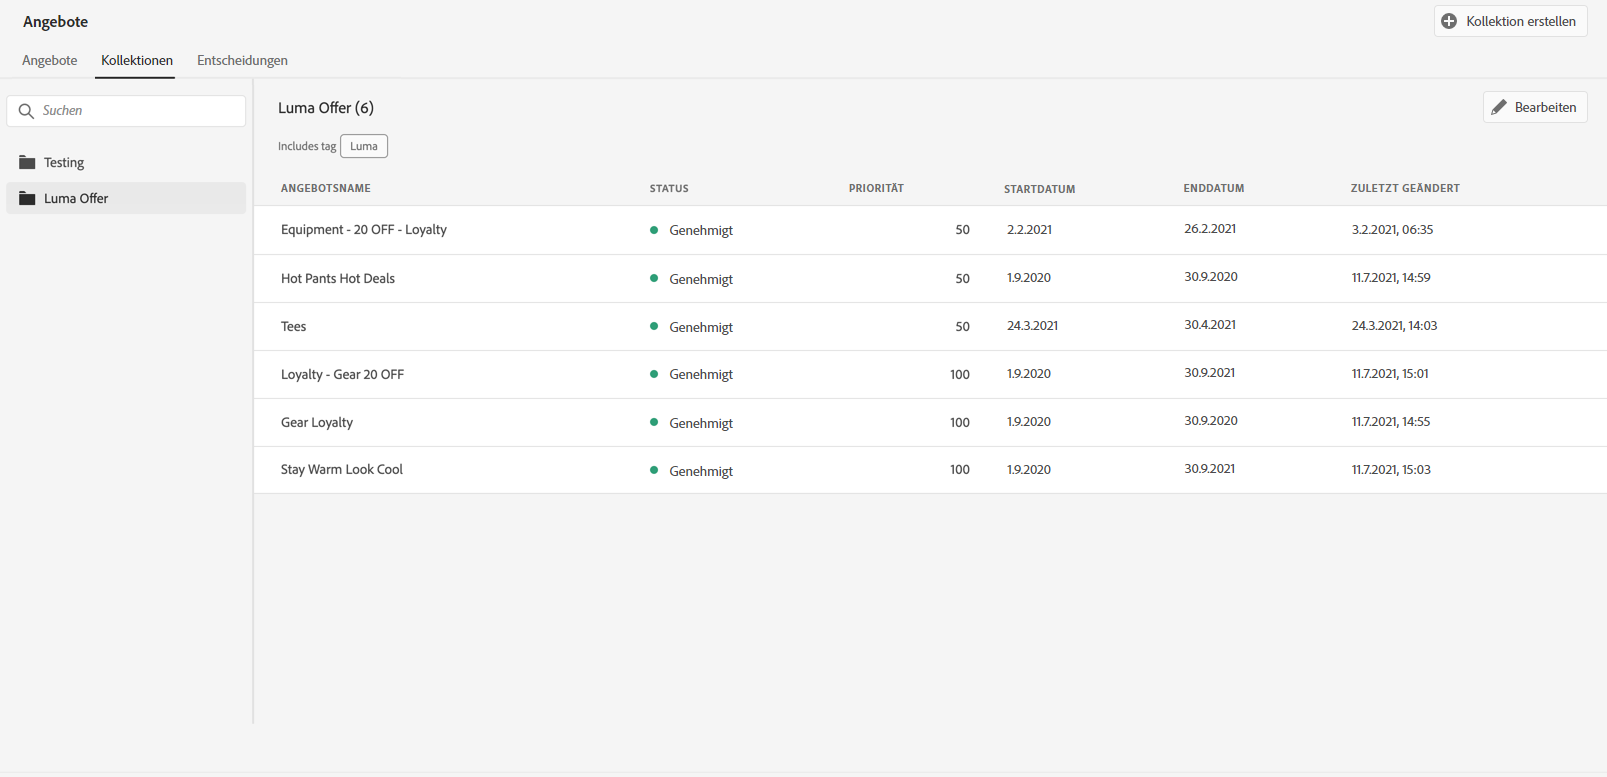 Angebote
Kollektion erstellen
Angebote Kollektionen Entscheidungen
Suchen
Testing
Luma Offer
Luma Offer (6)
Bearbeiten
Includes tag Luma
ANGEBOTSNAME STATUS PRIORITÄT STARTDATUM ENDDATUM ZULETZT GEÄNDERT
Equipment - 20 OFF - Loyalty Genehmigt 50 2.2.2021 26.2.2021 3.2.2021, 06:35
Hot Pants Hot Deals Genehmigt 50 1.9.2020 30.9.2020 11.7.2021, 14:59
Tees Genehmigt 50 24.3.2021 30.4.2021 24.3.2021, 14:03
Loyalty - Gear 20 OFF Genehmigt 100 1.9.2020 30.9.2021 11.7.2021, 15:01
Gear Loyalty Genehmigt 100 1.9.2020 30.9.2020 11.7.2021, 14:55
Stay Warm Look Cool Genehmigt 100 1.9.2020 30.9.2021 11.7.2021, 15:03